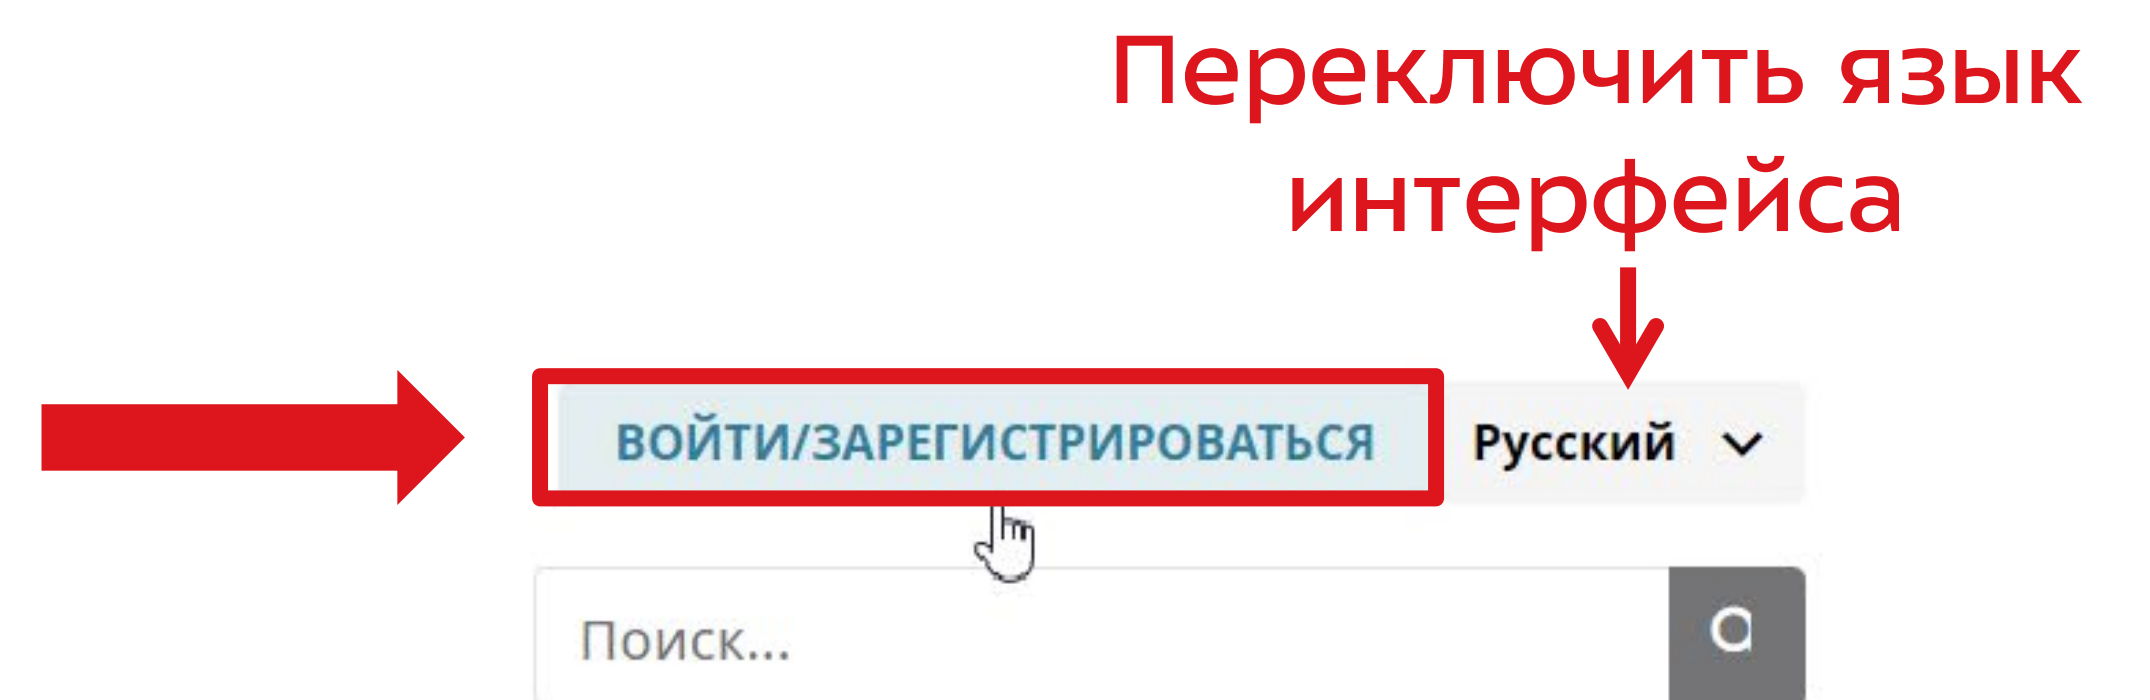 Переключить язык
интерфейса
ВОЙТИ/ЗАРЕГИСТРИРОВАТЬСЯ
Русский
Поиск...